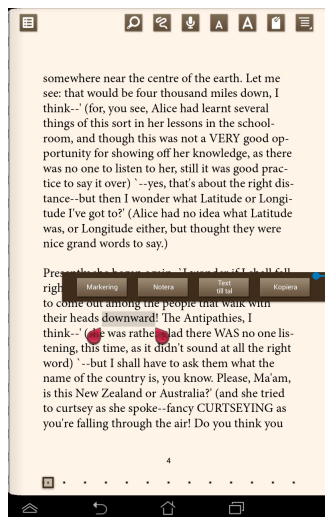 A A
somewhere near the centre of the earth. Let me
see: that would be four thousand miles down, I
think--' (for, you see, Alice had learnt several
things of this sort in her lessons in the school-
room, and though this was not a VERY good op-
portunity for showing off her knowledge, as there
was no one to listen to her, still it was good prac-
tice to say it over) `--yes, that's about the right dis-
tance--but then I wonder what Latitude or Longi-
tude I've got to?' (Alice had no idea what Latitude
was, or Longitude either, but thought they were
nice grand words to say.)
Presently she began again. `I wonder if I shall fall
righ
Markering Notera Text till tal Kopiera
to come out among the people that walk with
their heads downward! The Antipathies, I
think--' (she was rather glad there WAS no one lis-
tening, this time, as it didn't sound at all the right
word) `--but I shall have to ask them what the
name of the country is, you know. Please, Ma'am,
is this New Zealand or Australia?' (and she tried
to curtsey as she spoke--fancy CURTSEYING as
you're falling through the air! Do you think you
4